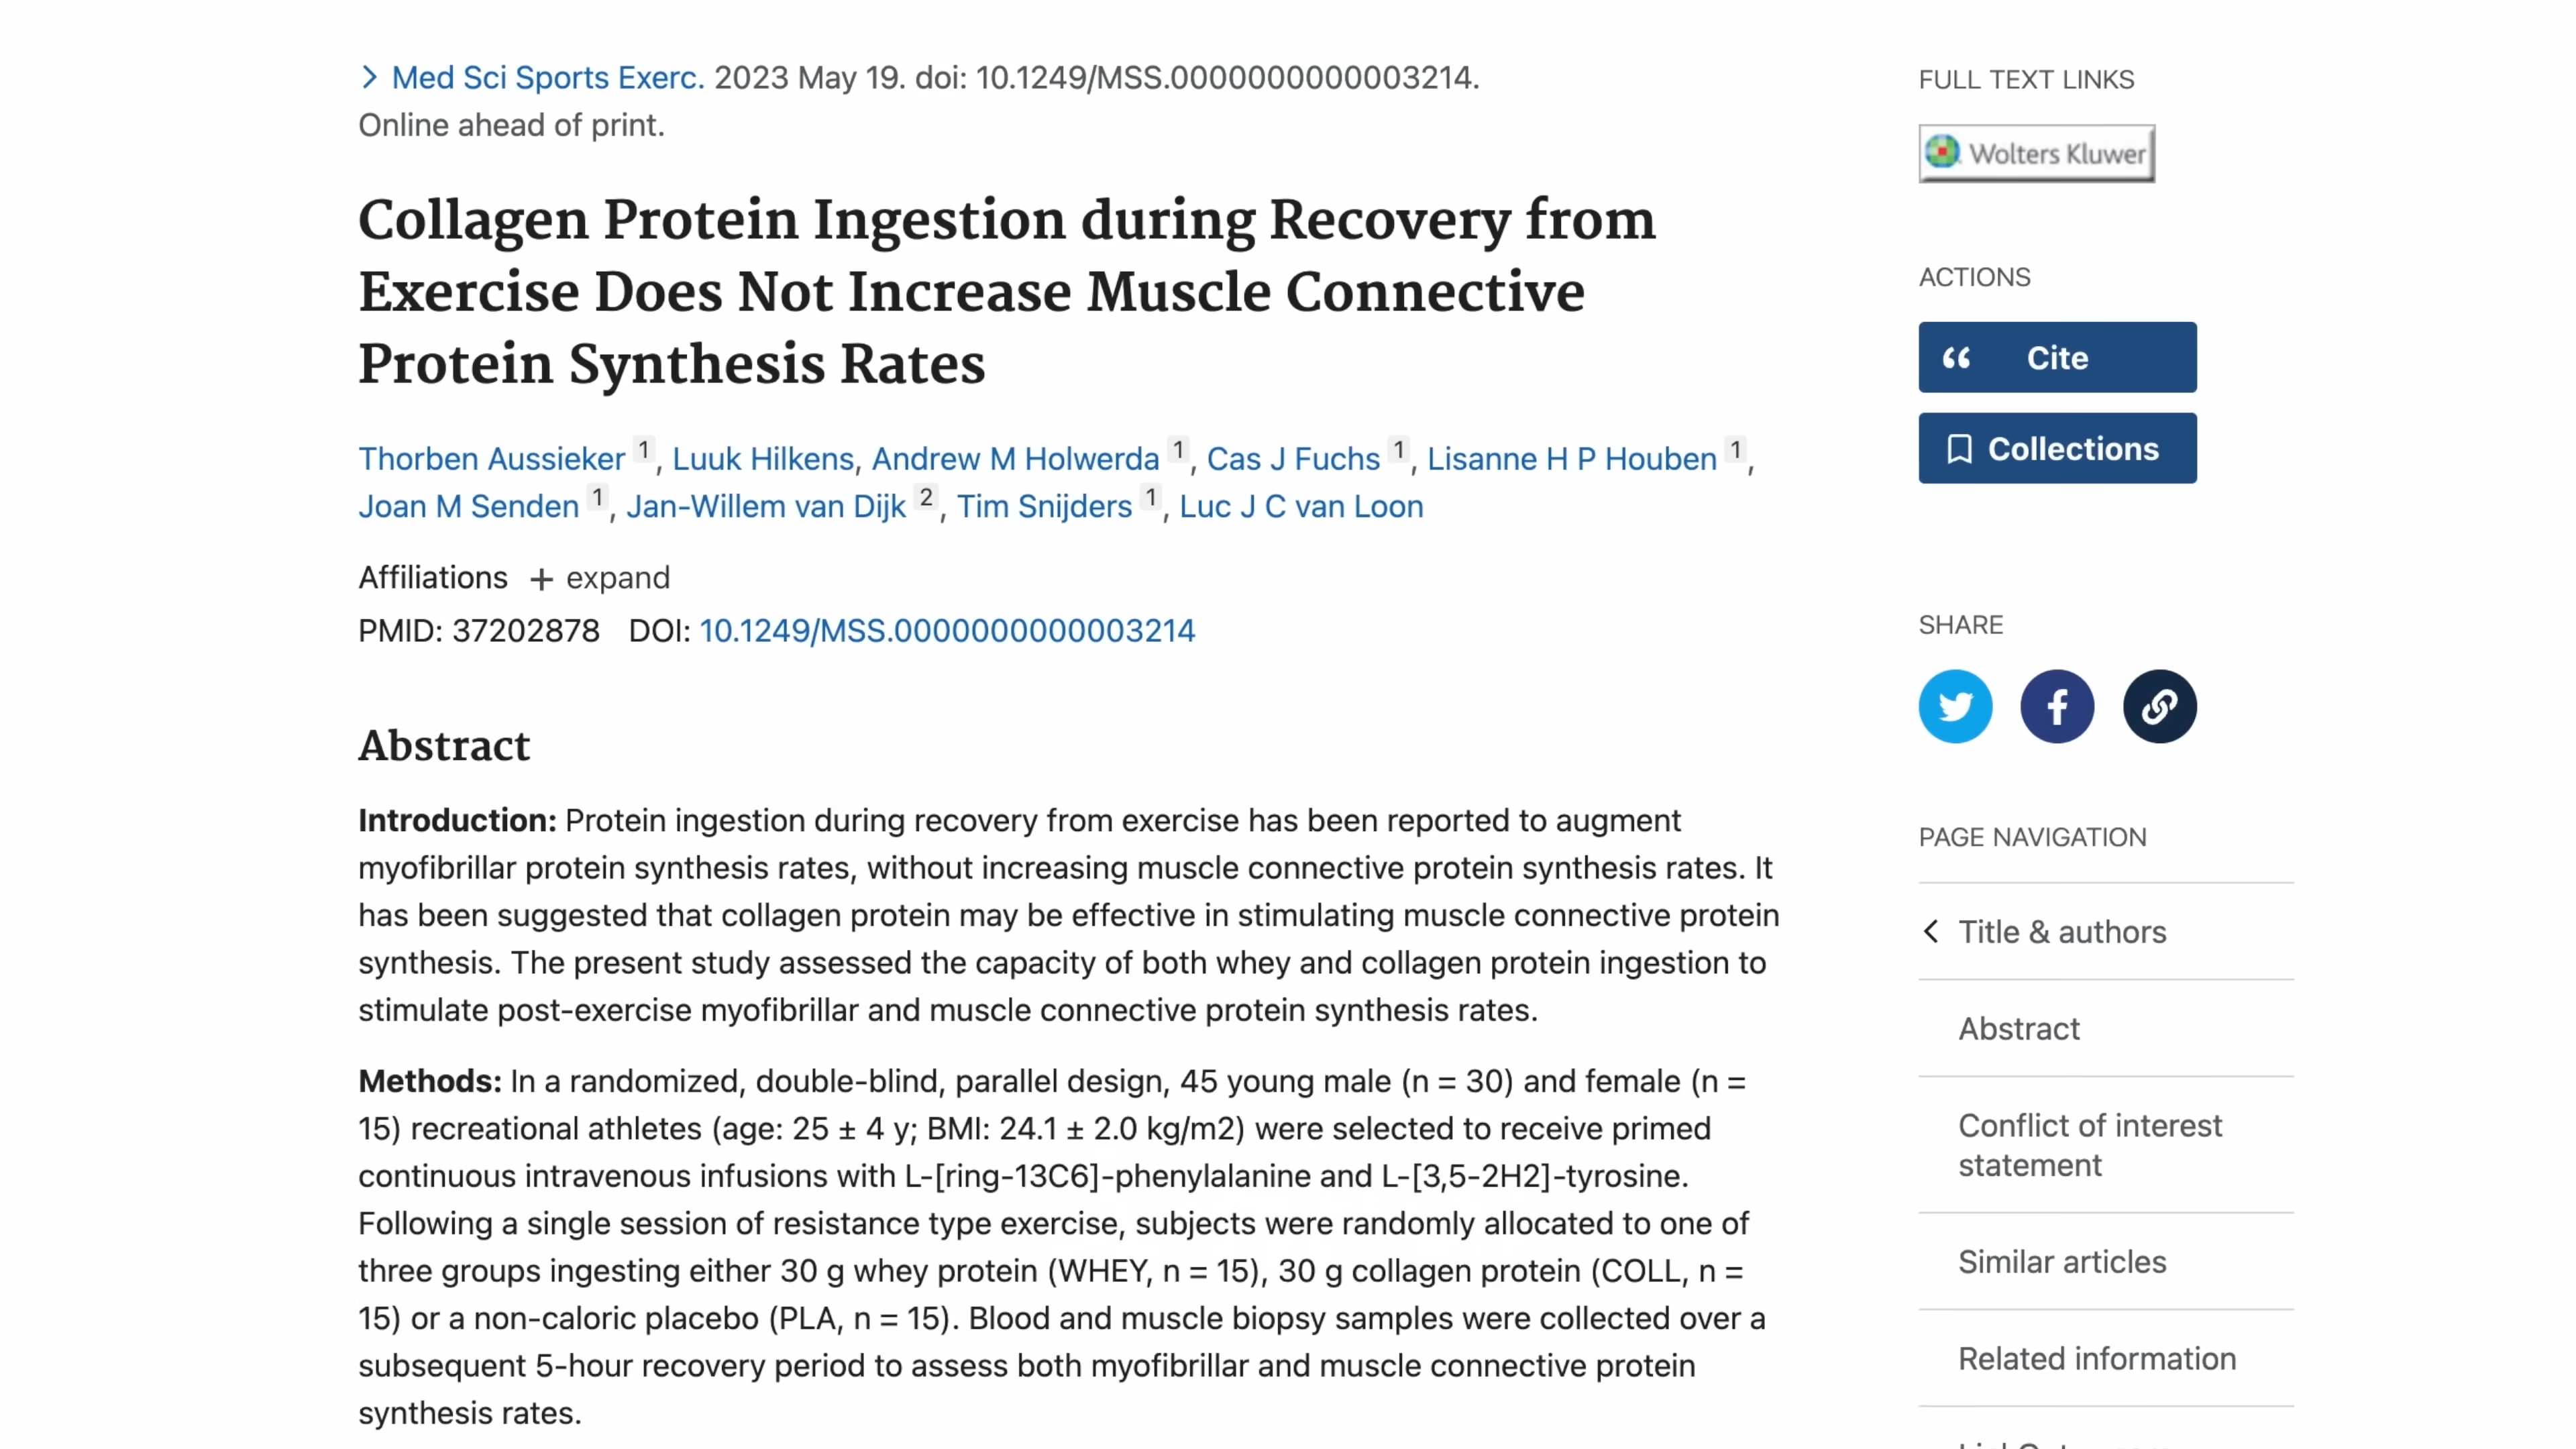 > Med Sci Sports Exerc. 2023 May 19. doi: 10.1249/MSS.0000000000003214.
Online ahead of print.
Collagen Protein Ingestion during Recovery from
Exercise Does Not Increase Muscle Connective
Protein Synthesis Rates
Thorben Aussieker 1, Luuk Hilkens, Andrew M Holwerda 1, Cas J Fuchs 1, Lisanne H P Houben 1,
Joan M Senden 1, Jan-Willem van Dijk 2, Tim Snijders 1, Luc J C van Loon
Affiliations + expand
PMID: 37202878 DOI: 10.1249/MSS.0000000000003214
Abstract
Introduction: Protein ingestion during recovery from exercise has been reported to augment
myofibrillar protein synthesis rates, without increasing muscle connective protein synthesis rates. It
has been suggested that collagen protein may be effective in stimulating muscle connective protein
synthesis. The present study assessed the capacity of both whey and collagen protein ingestion to
stimulate post-exercise myofibrillar and muscle connective protein synthesis rates.
Methods: In a randomized, double-blind, parallel design, 45 young male (n = 30) and female (n =
15) recreational athletes (age: 25 ± 4 y; BMI: 24.1 ± 2.0 kg/m2) were selected to receive primed
continuous intravenous infusions with L-[ring-13C6]-phenylalanine and L-[3,5-2H2]-tyrosine.
Following a single session of resistance type exercise, subjects were randomly allocated to one of
three groups ingesting either 30 g whey protein (WHEY, n = 15), 30 g collagen protein (COLL, n =
15) or a non-caloric placebo (PLA, n = 15). Blood and muscle biopsy samples were collected over a
subsequent 5-hour recovery period to assess both myofibrillar and muscle connective protein
synthesis rates.
FULL TEXT LINKS
Wolters Kluwer
ACTIONS
Cite
Collections
SHARE
PAGE NAVIGATION
Title & authors
Abstract
Conflict of interest
statement
Similar articles
Related information